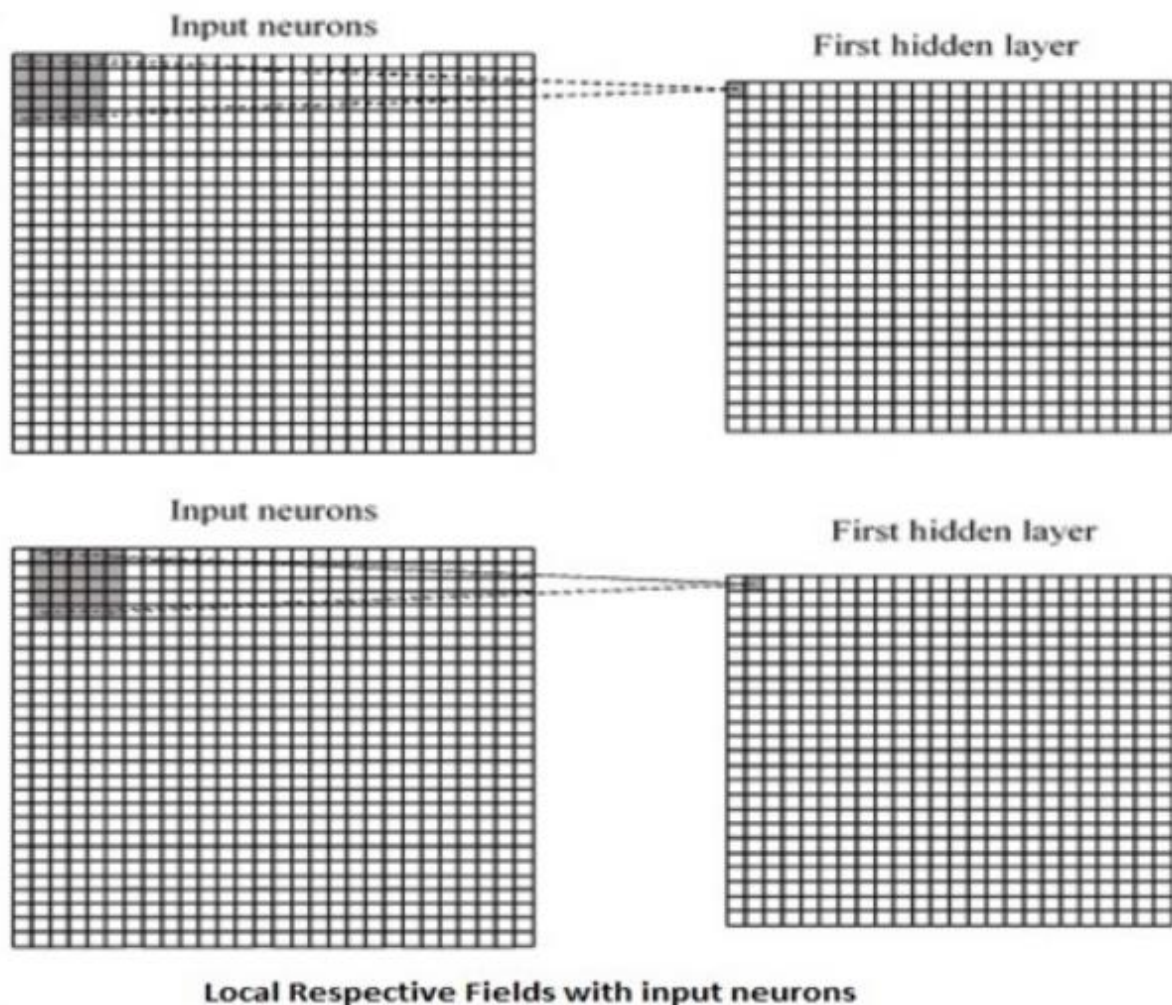 Input neurons
First hidden layer
Input neurons
First hidden layer
Local Respective Fields with input neurons